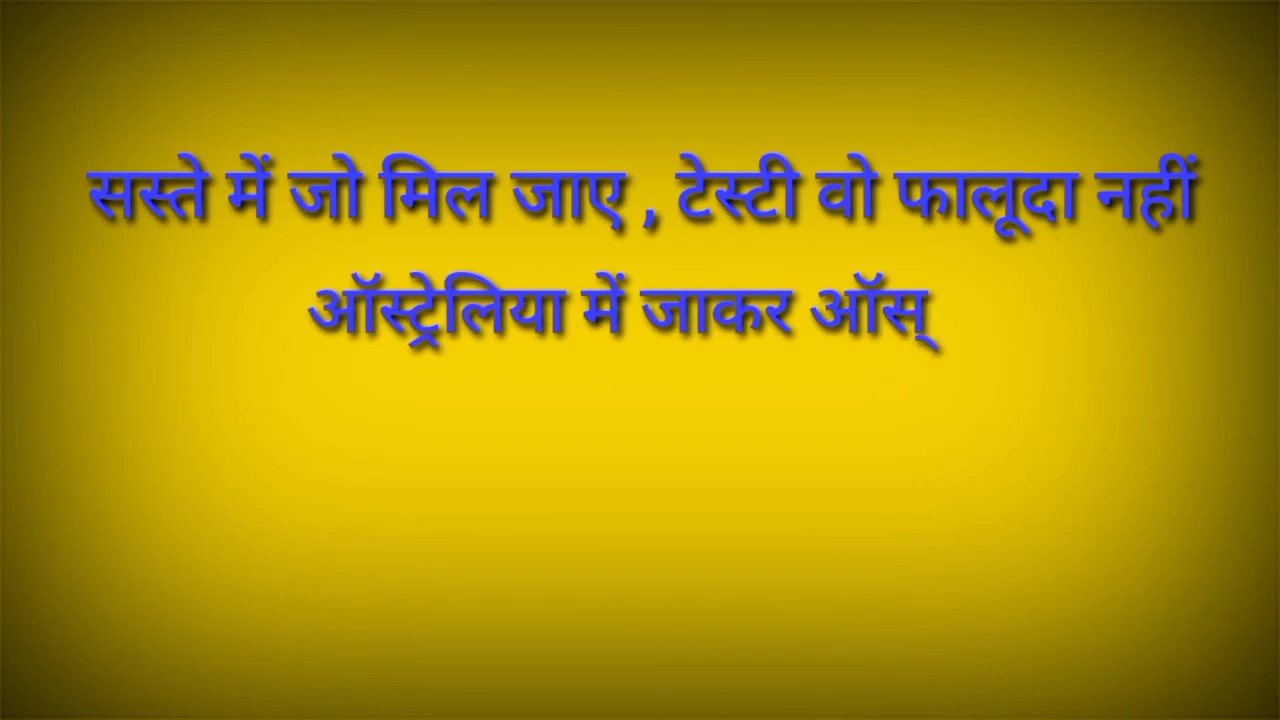 सस्ते में जो मिल जाए , टेस्टी वो फालूदा नहीं
ऑस्ट्रेलिया में जाकर ऑस्